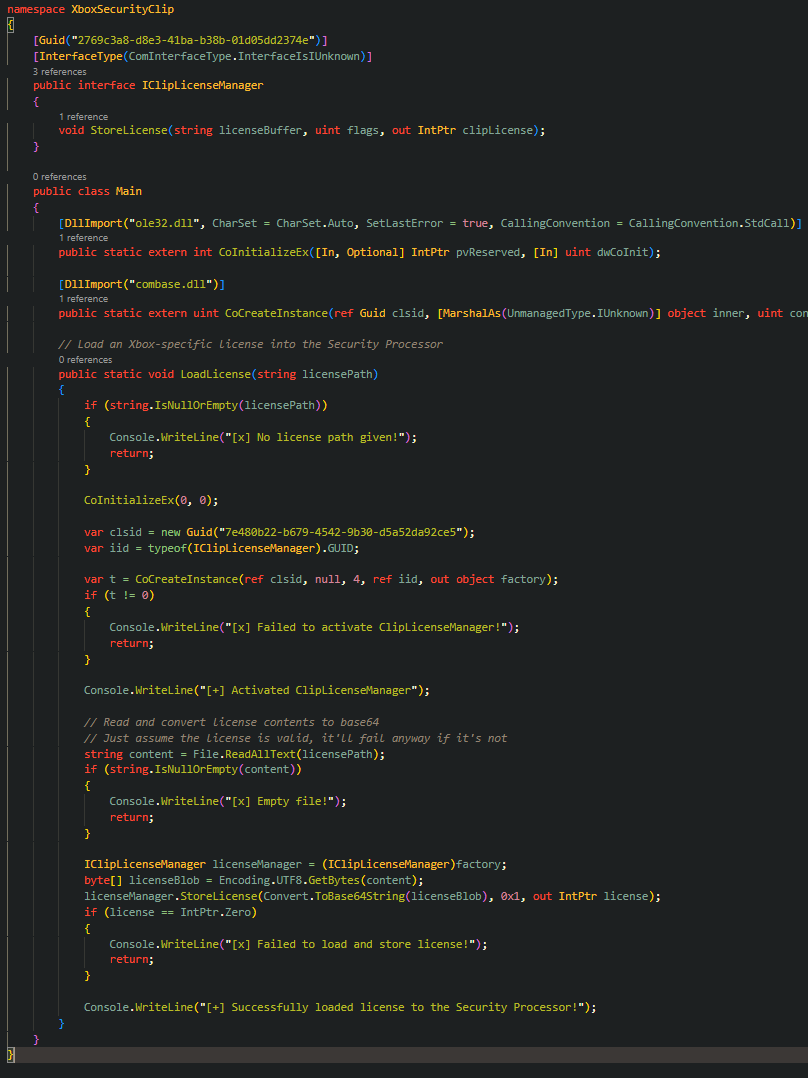 namespace XboxSecurityClip
{
[Guid("2769c3a8-d8e3-41ba-b38b-01d05dd2374e")]
[InterfaceType(ComInterfaceType.InterfaceIsIUnknown)]
3 references
public interface IClipLicenseManager
{
1 reference
void StoreLicense(string licenseBuffer, uint flags, out IntPtr clipLicense);
}
0 references
public class Main
{
[DllImport("ole32.dll", CharSet = CharSet.Auto, SetLastError = true, CallingConvention = CallingConvention.StdCall)]
1 reference
public static extern int CoInitializeEx([In, Optional] IntPtr pvReserved, [In] uint dwCoInit);
[DllImport("combase.dll")]
1 reference
public static extern uint CoCreateInstance(ref Guid clsid, [MarshalAs(UnmanagedType.IUnknown)] object inner, uint con
// Load an Xbox-specific license into the Security Processor
0 references
public static void LoadLicense(string licensePath)
{
if (string.IsNullOrEmpty(licensePath))
{
Console.WriteLine("[x] No license path given!");
return;
}
CoInitializeEx(0, 0);
var clsid = new Guid("7e480b22-b679-4542-9b30-d5a52da92ce5");
var iid = typeof(IClipLicenseManager).GUID;
var t = CoCreateInstance(ref clsid, null, 4, ref iid, out object factory);
if (t != 0)
{
Console.WriteLine("[x] Failed to activate ClipLicenseManager!");
return;
}
Console.WriteLine("[+] Activated ClipLicenseManager");
// Read and convert license contents to base64
// Just assume the license is valid, it'll fail anyway if it's not
string content = File.ReadAllText(licensePath);
if (string.IsNullOrEmpty(content))
{
Console.WriteLine("[x] Empty file!");
return;
}
IClipLicenseManager licenseManager = (IClipLicenseManager)factory;
byte[] licenseBlob = Encoding.UTF8.GetBytes(content);
licenseManager.StoreLicense(Convert.ToBase64String(licenseBlob), 0x1, out IntPtr license);
if (license == IntPtr.Zero)
{
Console.WriteLine("[x] Failed to load and store license!");
return;
}
Console.WriteLine("[+] Successfully loaded license to the Security Processor!");
}
}
}